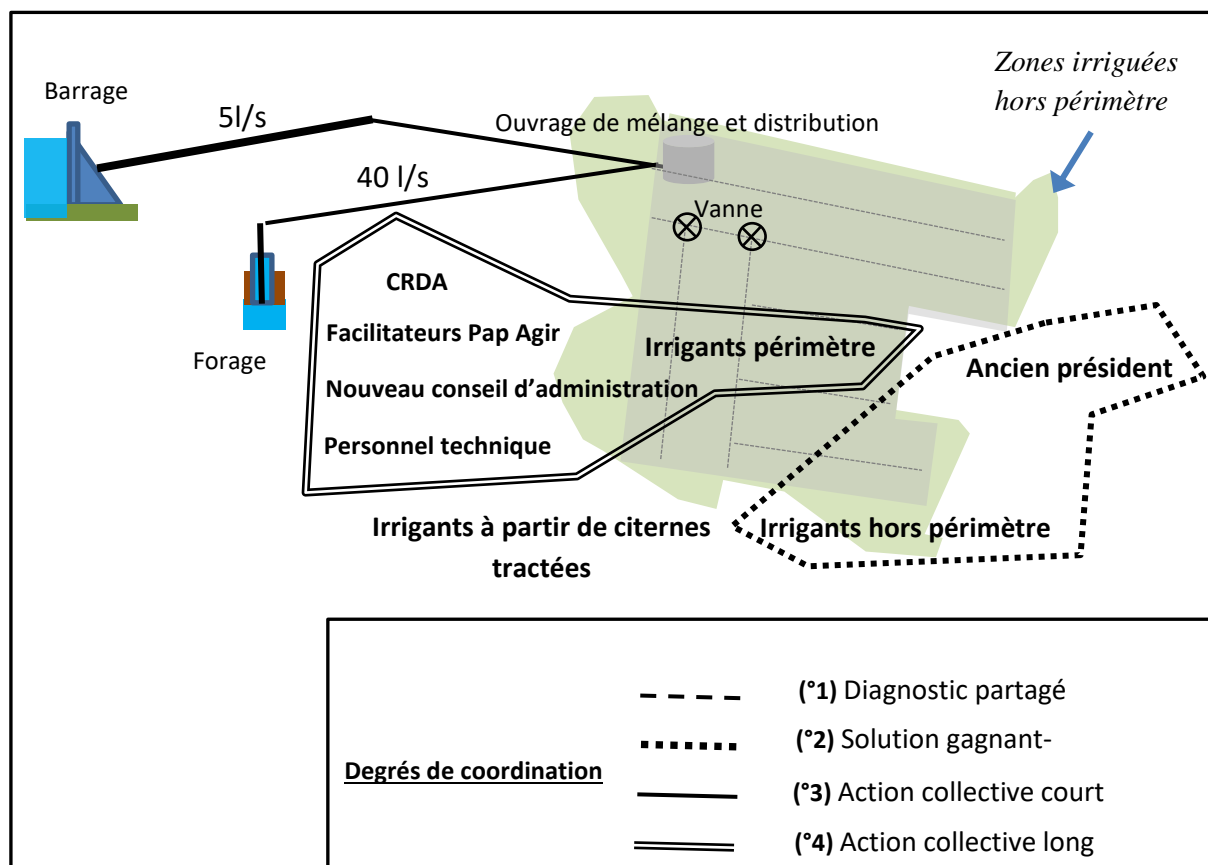 Zones irriguées
hors périmètre
Barrage
5l/s
Ouvrage de mélange et distribution
40 l/s
Vanne
CRDA
Facilitateurs Pap Agir
Irrigants périmètre
Forage
Ancien président
Nouveau conseil d'administration
Personnel technique
Irrigants à partir de citernes
tractées
Irrigants hors périmètre
Degrés de coordination
(°1) Diagnostic partagé
(°2) Solution gagnant-
(°3) Action collective court
(°4) Action collective long